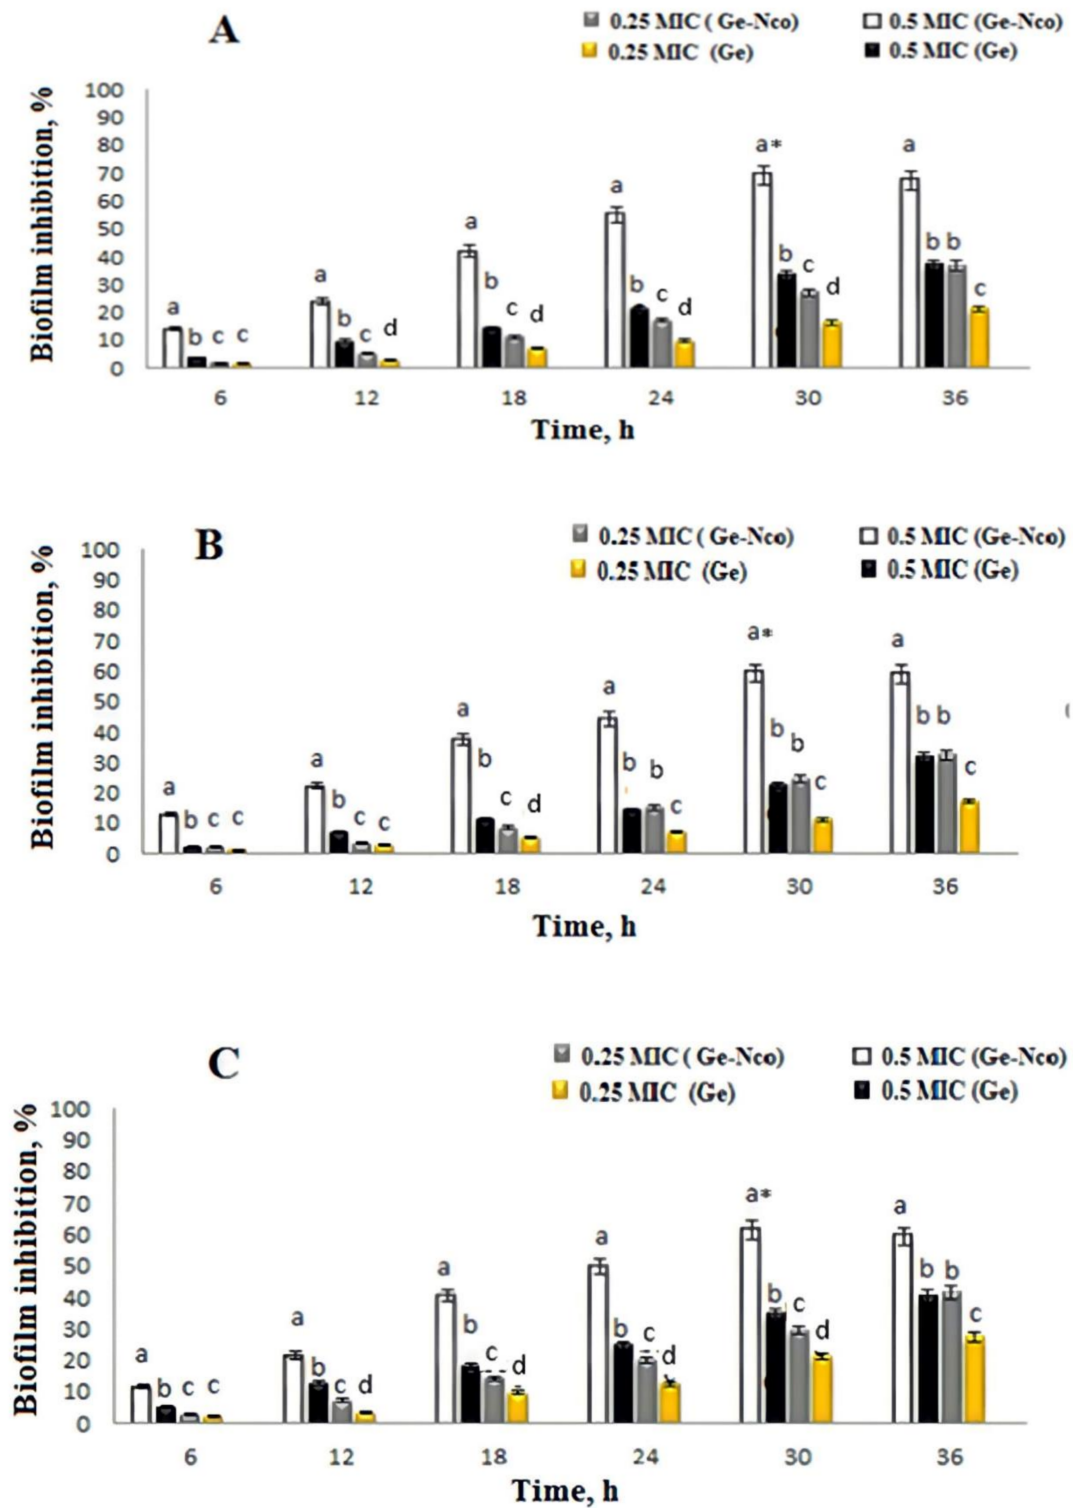 A
0.25 MIC ( Ge-Nco) 0.5 MIC (Ge-Nco)
0.25 MIC (Ge) 0.5 MIC (Ge)
Biofilm inhibition, %
100
90
80
70
60
50
40
30
20
10
0
a b c c
a b c d
a b c d
a b c d
a* b c d
a b b c
6 12 18 24 30 36
Time, h
B
0.25 MIC ( Ge-Nco) 0.5 MIC (Ge-Nco)
0.25 MIC (Ge) 0.5 MIC (Ge)
Biofilm inhibition, %
100
90
80
70
60
50
40
30
20
10
0
a b c c
a b c c
a b c d
a b b c
a* b b c
a b b c
6 12 18 24 30 36
Time, h
C
0.25 MIC ( Ge-Nco) 0.5 MIC (Ge-Nco)
0.25 MIC (Ge) 0.5 MIC (Ge)
Biofilm inhibition, %
100
90
80
70
60
50
40
30
20
10
0
a b c c
a b c d
a b c d
a b c d
a* b c d
a b b c
6 12 18 24 30 36
Time, h